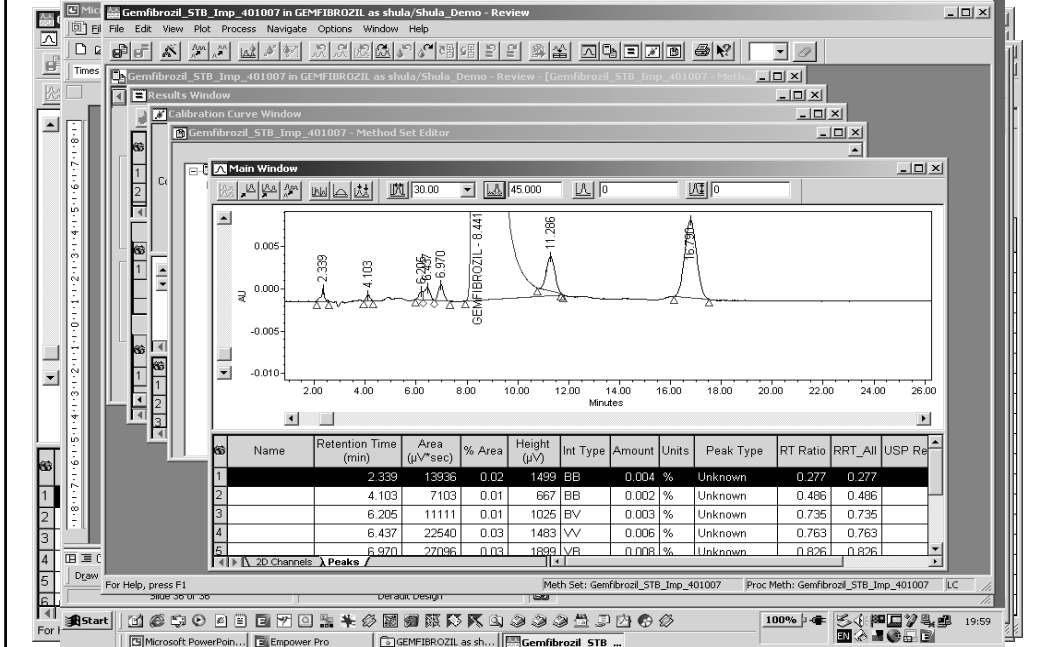 Mic
Gemfibrozil_STB_Imp_401007 in GEMFIBROZIL as shula/Shula_Demo - Review
File Edit View Plot Process Navigate Options Window Help
Times
Gemfibrozil_STB_Imp_401007 in GEMFIBROZIL as shula/Shula_Demo - Review - [Gemfibrozil_STB_Imp_401007 - Meth...
Results Window
Calibration Curve Window
Gemfibrozil_STB_Imp_401007 - Method Set Editor
Main Window
30.00 45.000 0 0
AU
0.005
0.000
-0.005
-0.010
2.339
4.103
6.205
6.437
6.970
GEMFIBROZIL - 8.441
11.286
16.790
2.00 4.00 6.00 8.00 10.00 12.00 14.00 16.00 18.00 20.00 22.00 24.00 26.00
Minutes
Name Retention Time (min) Area (µV*sec) % Area Height (µV) Int Type Amount Units Peak Type RT Ratio RRT_All USP Re
1 2.339 13936 0.02 1499 BB 0.004 % Unknown 0.277 0.277
2 4.103 7103 0.01 667 BB 0.002 % Unknown 0.486 0.486
3 6.205 11111 0.01 1025 BV 0.003 % Unknown 0.735 0.735
4 6.437 22540 0.03 1483 VV 0.006 % Unknown 0.763 0.763
5 6.970 27096 0.03 1899 VB 0.008 % Unknown 0.826 0.826
2D Channels Peaks
For Help, press F1 Meth Set: Gemfibrozil_STB_Imp_401007 Proc Meth: Gemfibrozil_STB_Imp_401007 LC
Draw
Slide 36 of 36 Default Design
Start 100% 19:59
EN
Microsoft PowerPoin... Empower Pro GEMFIBROZIL as sh... Gemfibrozil_STB_...